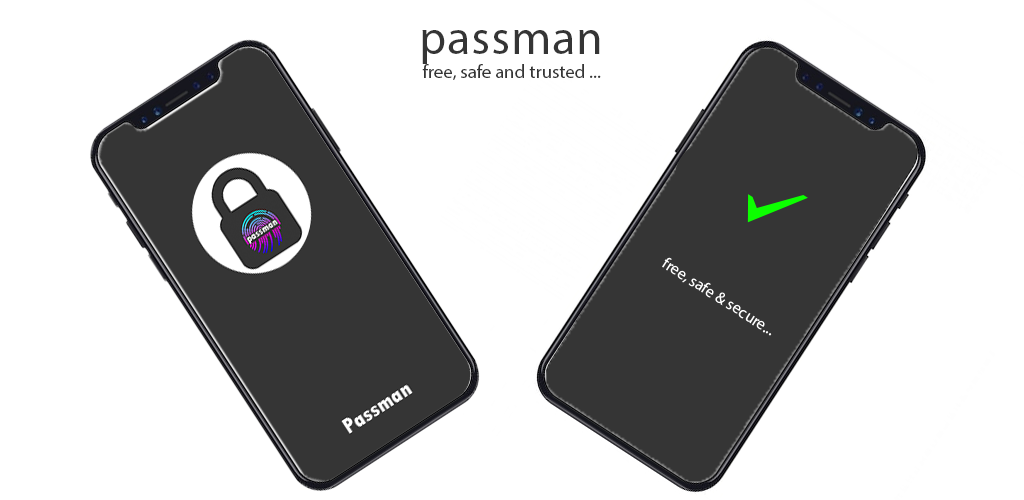 passman
free, safe and trusted ...
passman
Passman
free, safe & secure...